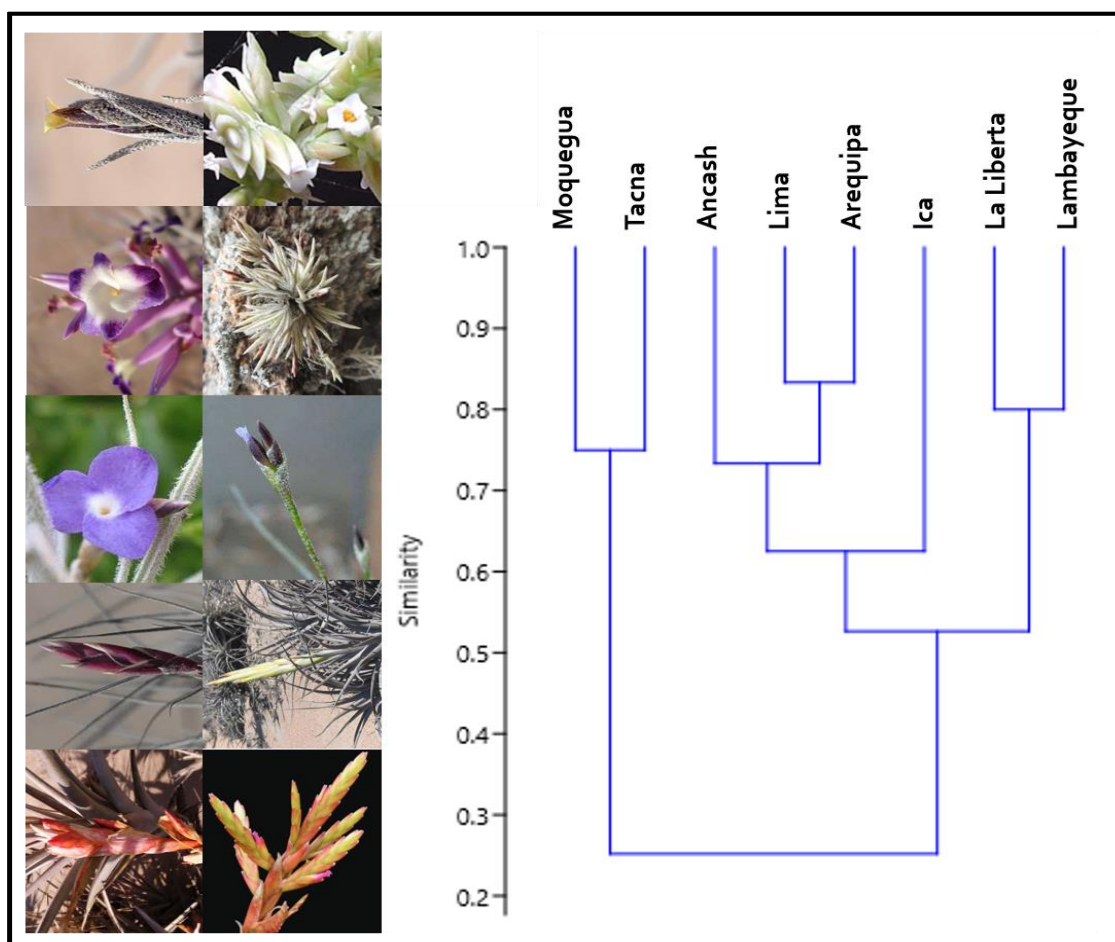 Moquegua
Tacna
Ancash
Lima
Arequipa
Ica
La Liberta
Lambayeque
Similarity
1.0
0.9
0.8
0.7
0.6
0.5
0.4
0.3
0.2